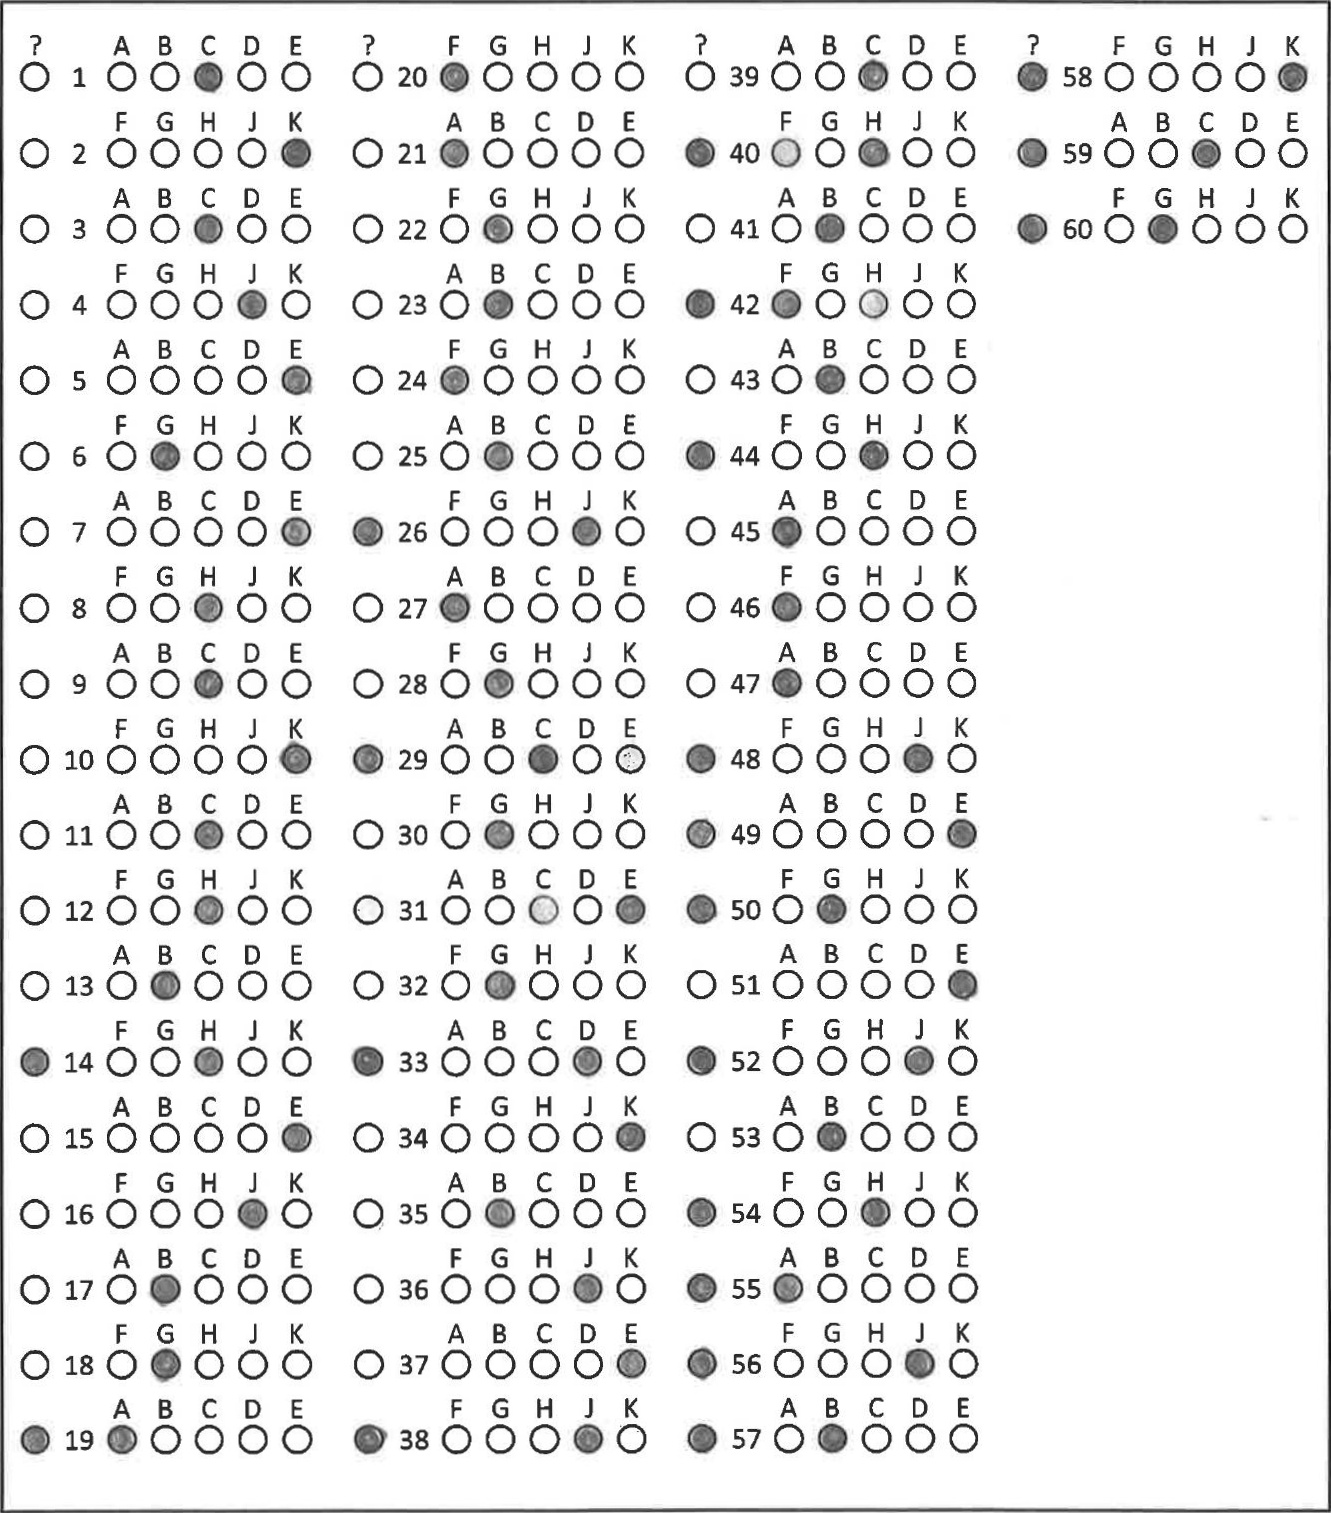 ? A B C D E
1
F G H J K
2
A B C D E
3
F G H J K
4
A B C D E
5
F G H J K
6
A B C D E
7
F G H J K
8
A B C D E
9
F G H J K
10
A B C D E
11
F G H J K
12
A B C D E
13
F G H J K
14
A B C D E
15
F G H J K
16
A B C D E
17
F G H J K
18
A B C D E
19
? F G H J K
20
A B C D E
21
F G H J K
22
A B C D E
23
F G H J K
24
A B C D E
25
F G H J K
26
A B C D E
27
F G H J K
28
A B C D E
29
F G H J K
30
A B C D E
31
F G H J K
32
A B C D E
33
F G H J K
34
A B C D E
35
F G H J K
36
A B C D E
37
F G H J K
38
? A B C D E
39
F G H J K
40
A B C D E
41
F G H J K
42
A B C D E
43
F G H J K
44
A B C D E
45
F G H J K
46
A B C D E
47
F G H J K
48
A B C D E
49
F G H J K
50
A B C D E
51
F G H J K
52
A B C D E
53
F G H J K
54
A B C D E
55
F G H J K
56
A B C D E
57
? F G H J K
58
A B C D E
59
F G H J K
60